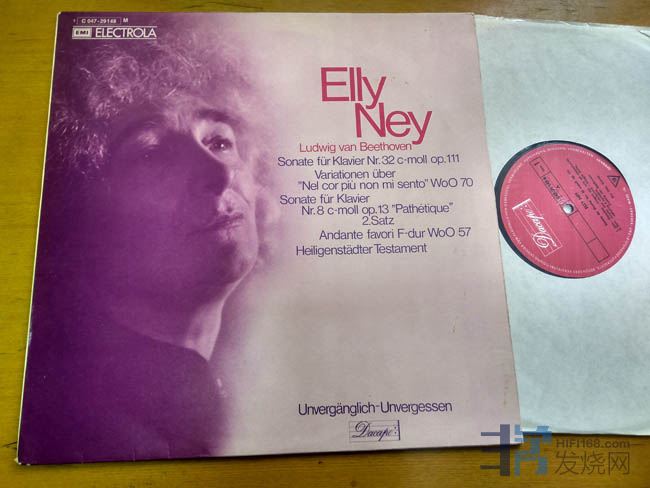 1 C 047-29148 M
EMI ELECTROLA
Elly
Ney
Ludwig van Beethoven
Sonate für Klavier Nr. 32 c-moll op. 111
Variationen über
"Nel cor più non mi sento" WoO 70
Sonate für Klavier
Nr. 8 c-moll op. 13 "Pathétique"
2. Satz
Andante favori F-dur WoO 57
Heiligenstädter Testament
Unvergänglich-Unvergessen
Dacapo
Dacapo
HIFI168.com
发烧网